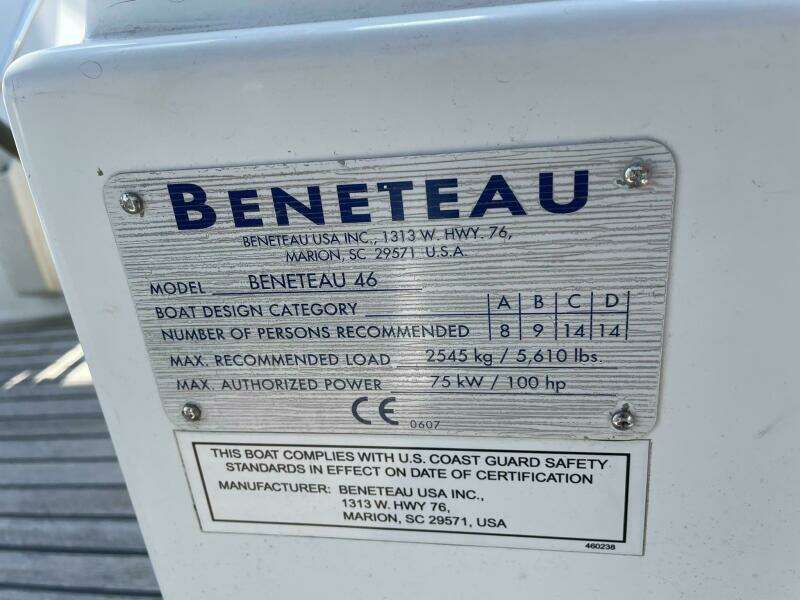 BENETEAU
BENETEAU USA INC., 1313 W. HWY. 76,
MARION, SC 29571 U.S.A.
MODEL BENETEAU 46
BOAT DESIGN CATEGORY A B C D
NUMBER OF PERSONS RECOMMENDED 8 9 14 14
MAX. RECOMMENDED LOAD 2545 kg / 5,610 lbs.
MAX. AUTHORIZED POWER 75 kW / 100 hp
CE 0607
THIS BOAT COMPLIES WITH U.S. COAST GUARD SAFETY
STANDARDS IN EFFECT ON DATE OF CERTIFICATION
MANUFACTURER: BENETEAU USA INC.,
1313 W. HWY 76,
MARION, SC 29571, USA
460238